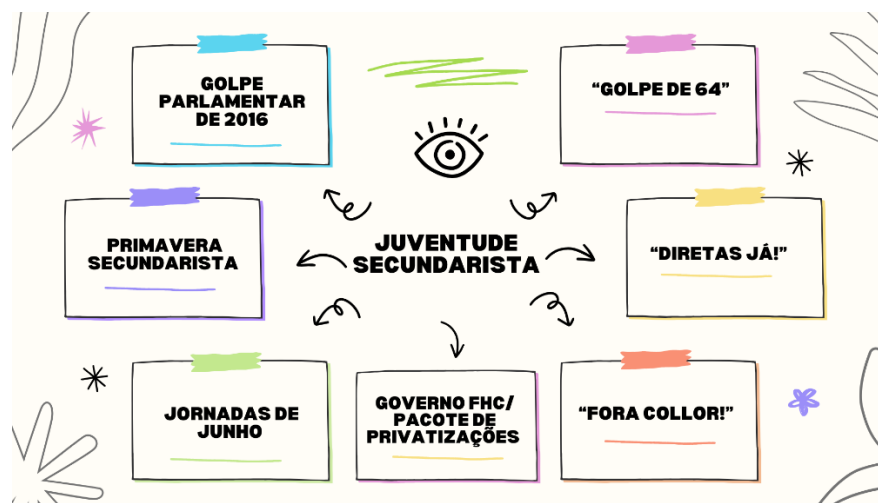 GOLPE
PARLAMENTAR
DE 2016
“GOLPE DE 64”
PRIMAVERA
SECUNDARISTA
JUVENTUDE
SECUNDARISTA
“DIRETAS JÁ!”
JORNADAS DE
JUNHO
GOVERNO FHC/
PACOTE DE
PRIVATIZAÇÕES
“FORA COLLOR!”